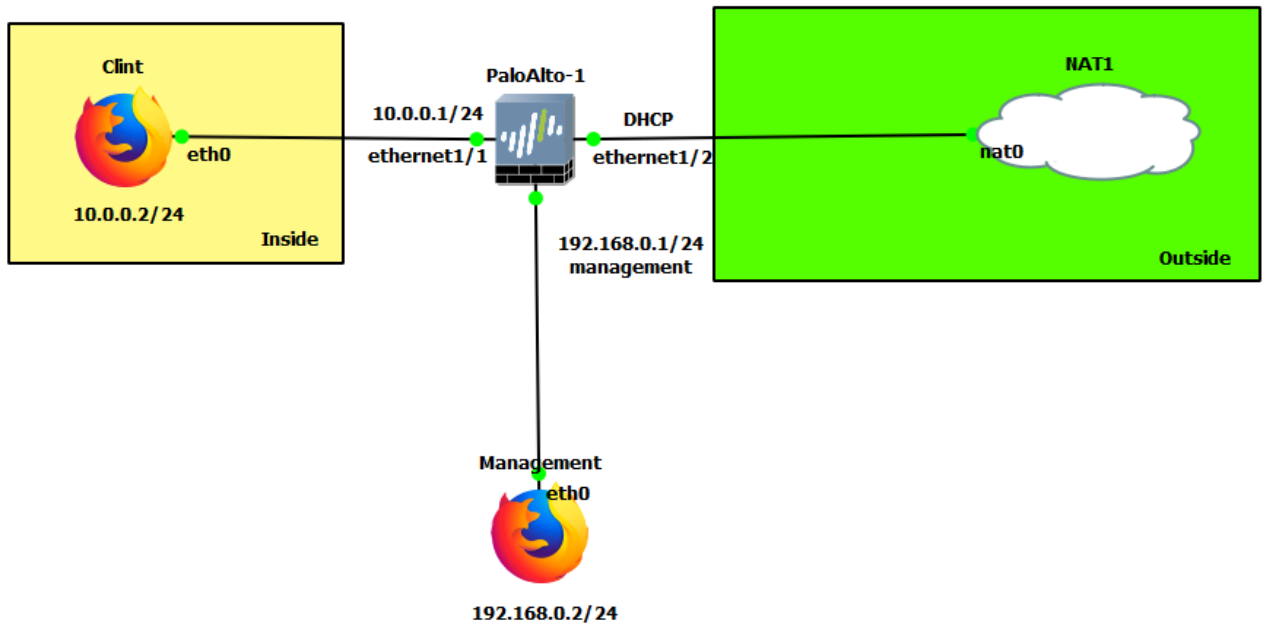 Clint
eth0
10.0.0.2/24
Inside
PaloAlto-1
10.0.0.1/24
ethernet1/1
DHCP
ethernet1/2
192.168.0.1/24
management
NAT1
nat0
Outside
Management
eth0
192.168.0.2/24